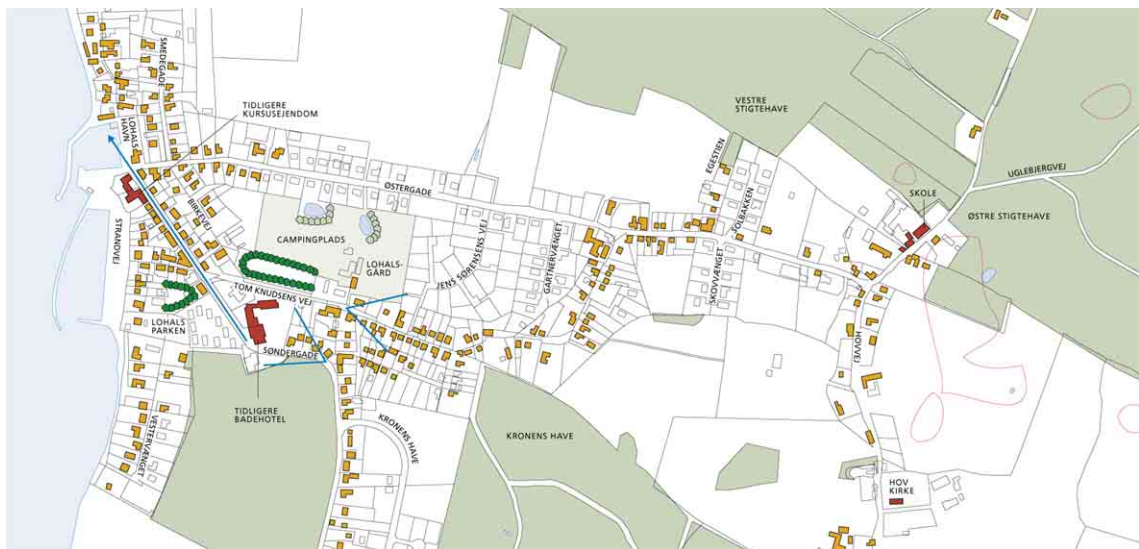 SMEDEGADE
TIDLIGERE
KURSUSEJENDOM
LOHALS
HAVN
VESTRE
STIGTEHAVE
EGESTIEN
UGLEBJERGVEJ
ØSTERGADE
SOLBAKKEN
SKOLE
BIRKEVEJ
ØSTRE STIGTEHAVE
STRANDVEJ
CAMPINGPLADS
JENS SØRENSENS VEJ
GARTNERVÆNGET
LOHALS-
GÅRD
SKOVVÆNGET
TOM KNUDSENS VEJ
LOHALS
PARKEN
SØNDERGADE
HOVVEJ
TIDLIGERE
BADEHOTEL
VESTERVÆNGET
KRONENS HAVE
KRONENS HAVE
HOV
KIRKE